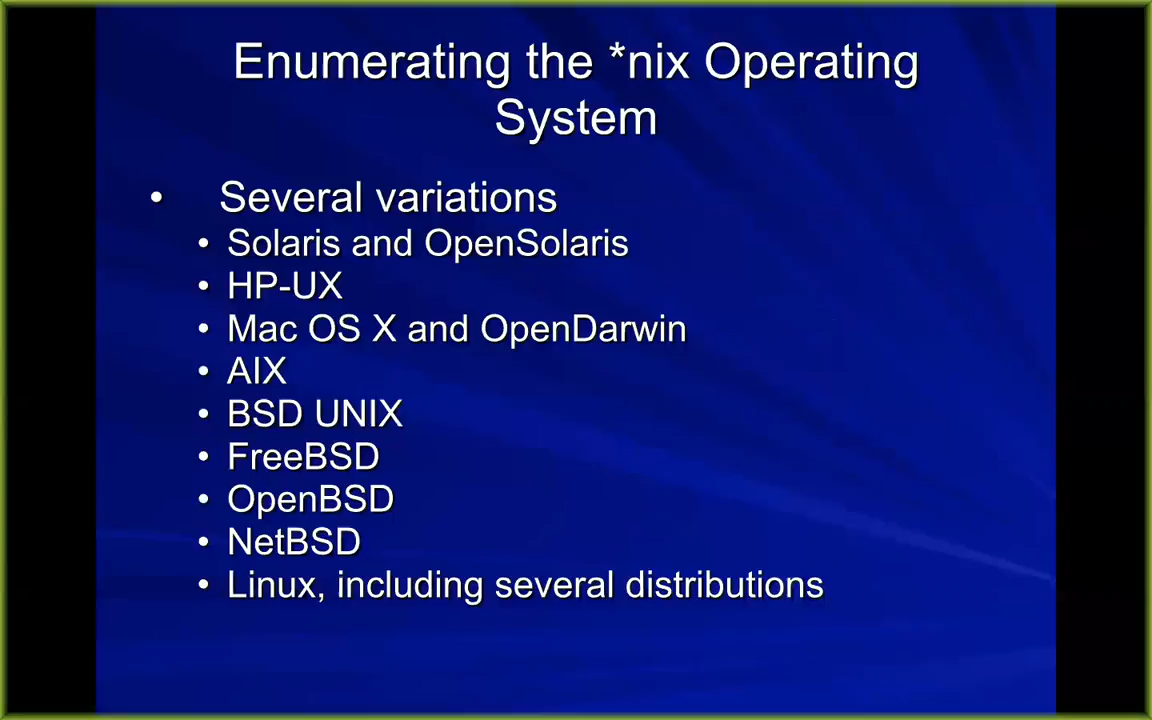 Enumerating the *nix Operating
System
• Several variations
• Solaris and OpenSolaris
• HP-UX
• Mac OS X and OpenDarwin
• AIX
• BSD UNIX
• FreeBSD
• OpenBSD
• NetBSD
• Linux, including several distributions